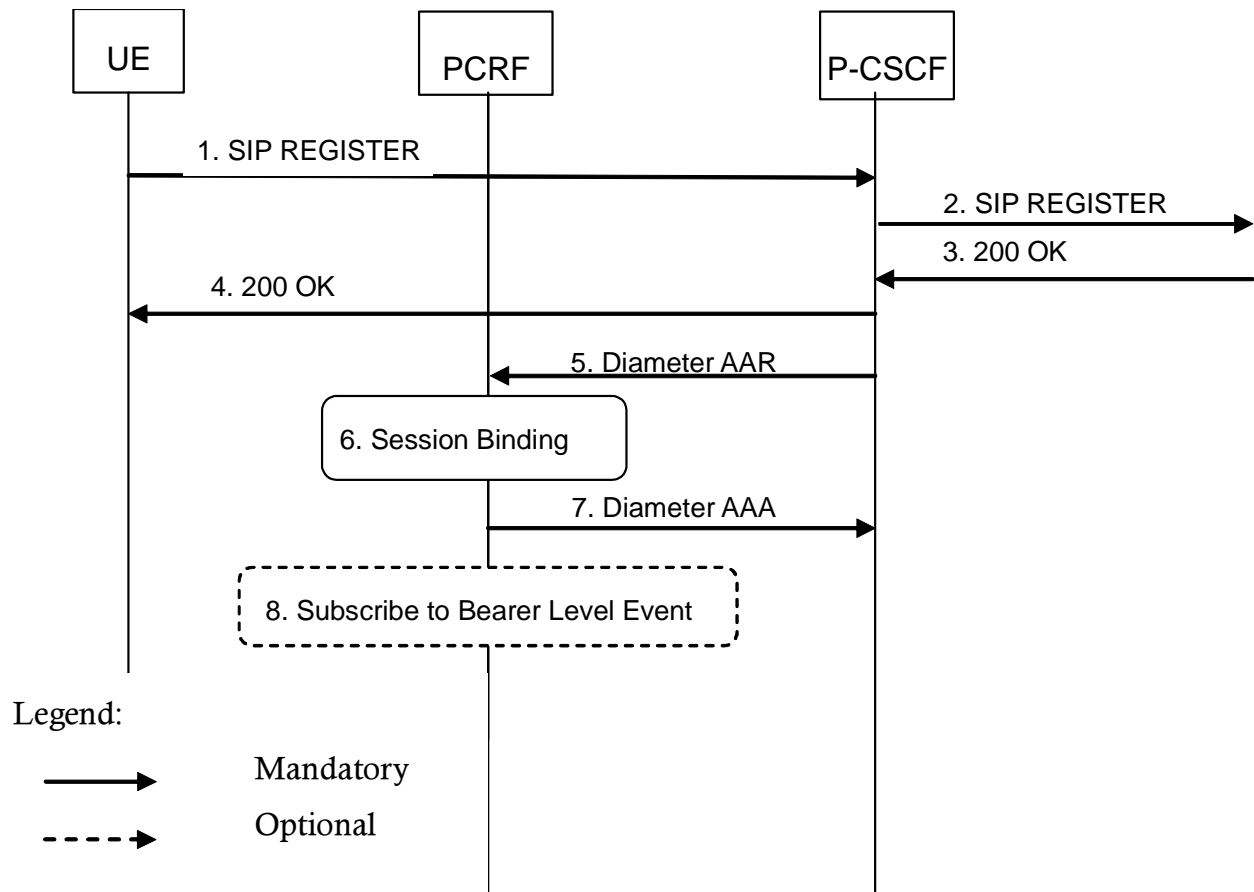 UE
PCRF
P-CSCF
1. SIP REGISTER
2. SIP REGISTER
3. 200 OK
4. 200 OK
5. Diameter AAR
6. Session Binding
7. Diameter AAA
8. Subscribe to Bearer Level Event
Legend:
Mandatory
Optional